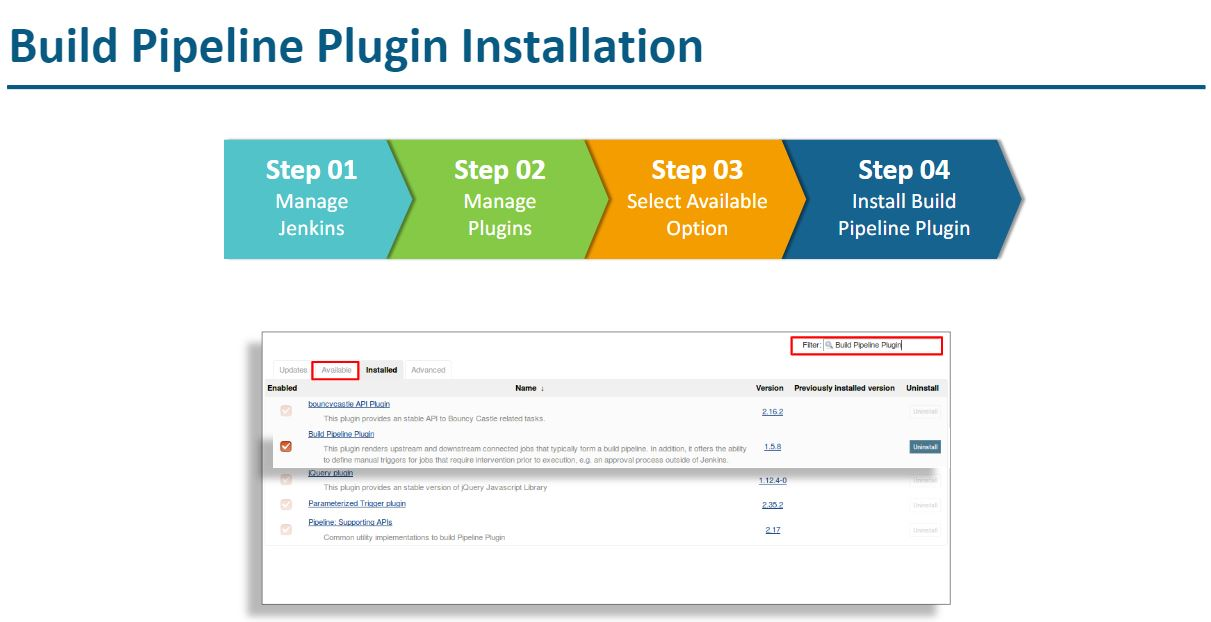 Build Pipeline Plugin Installation
Step 01
Manage
Jenkins
Step 02
Manage
Plugins
Step 03
Select Available
Option
Step 04
Install Build
Pipeline Plugin
Filter: Build Pipeline Plugin
Updates Available Installed Advanced
Enabled Name ↓ Version Previously installed version Uninstall
bouncycastle API Plugin
This plugin provides an stable API to Bouncy Castle related tasks.
2.16.2 Uninstall
Build Pipeline Plugin
This plugin renders upstream and downstream connected jobs that typically form a build pipeline. In addition, it offers the ability
to define manual triggers for jobs that require intervention prior to execution, e.g. an approval process outside of Jenkins.
1.5.8 Uninstall
jQuery plugin
This plugin provides an stable version of jQuery Javascript Library
1.12.4-0 Uninstall
Parameterized Trigger plugin
2.35.2 Uninstall
Pipeline: Supporting APIs
Common utility implementations to build Pipeline Plugin
2.17 Uninstall